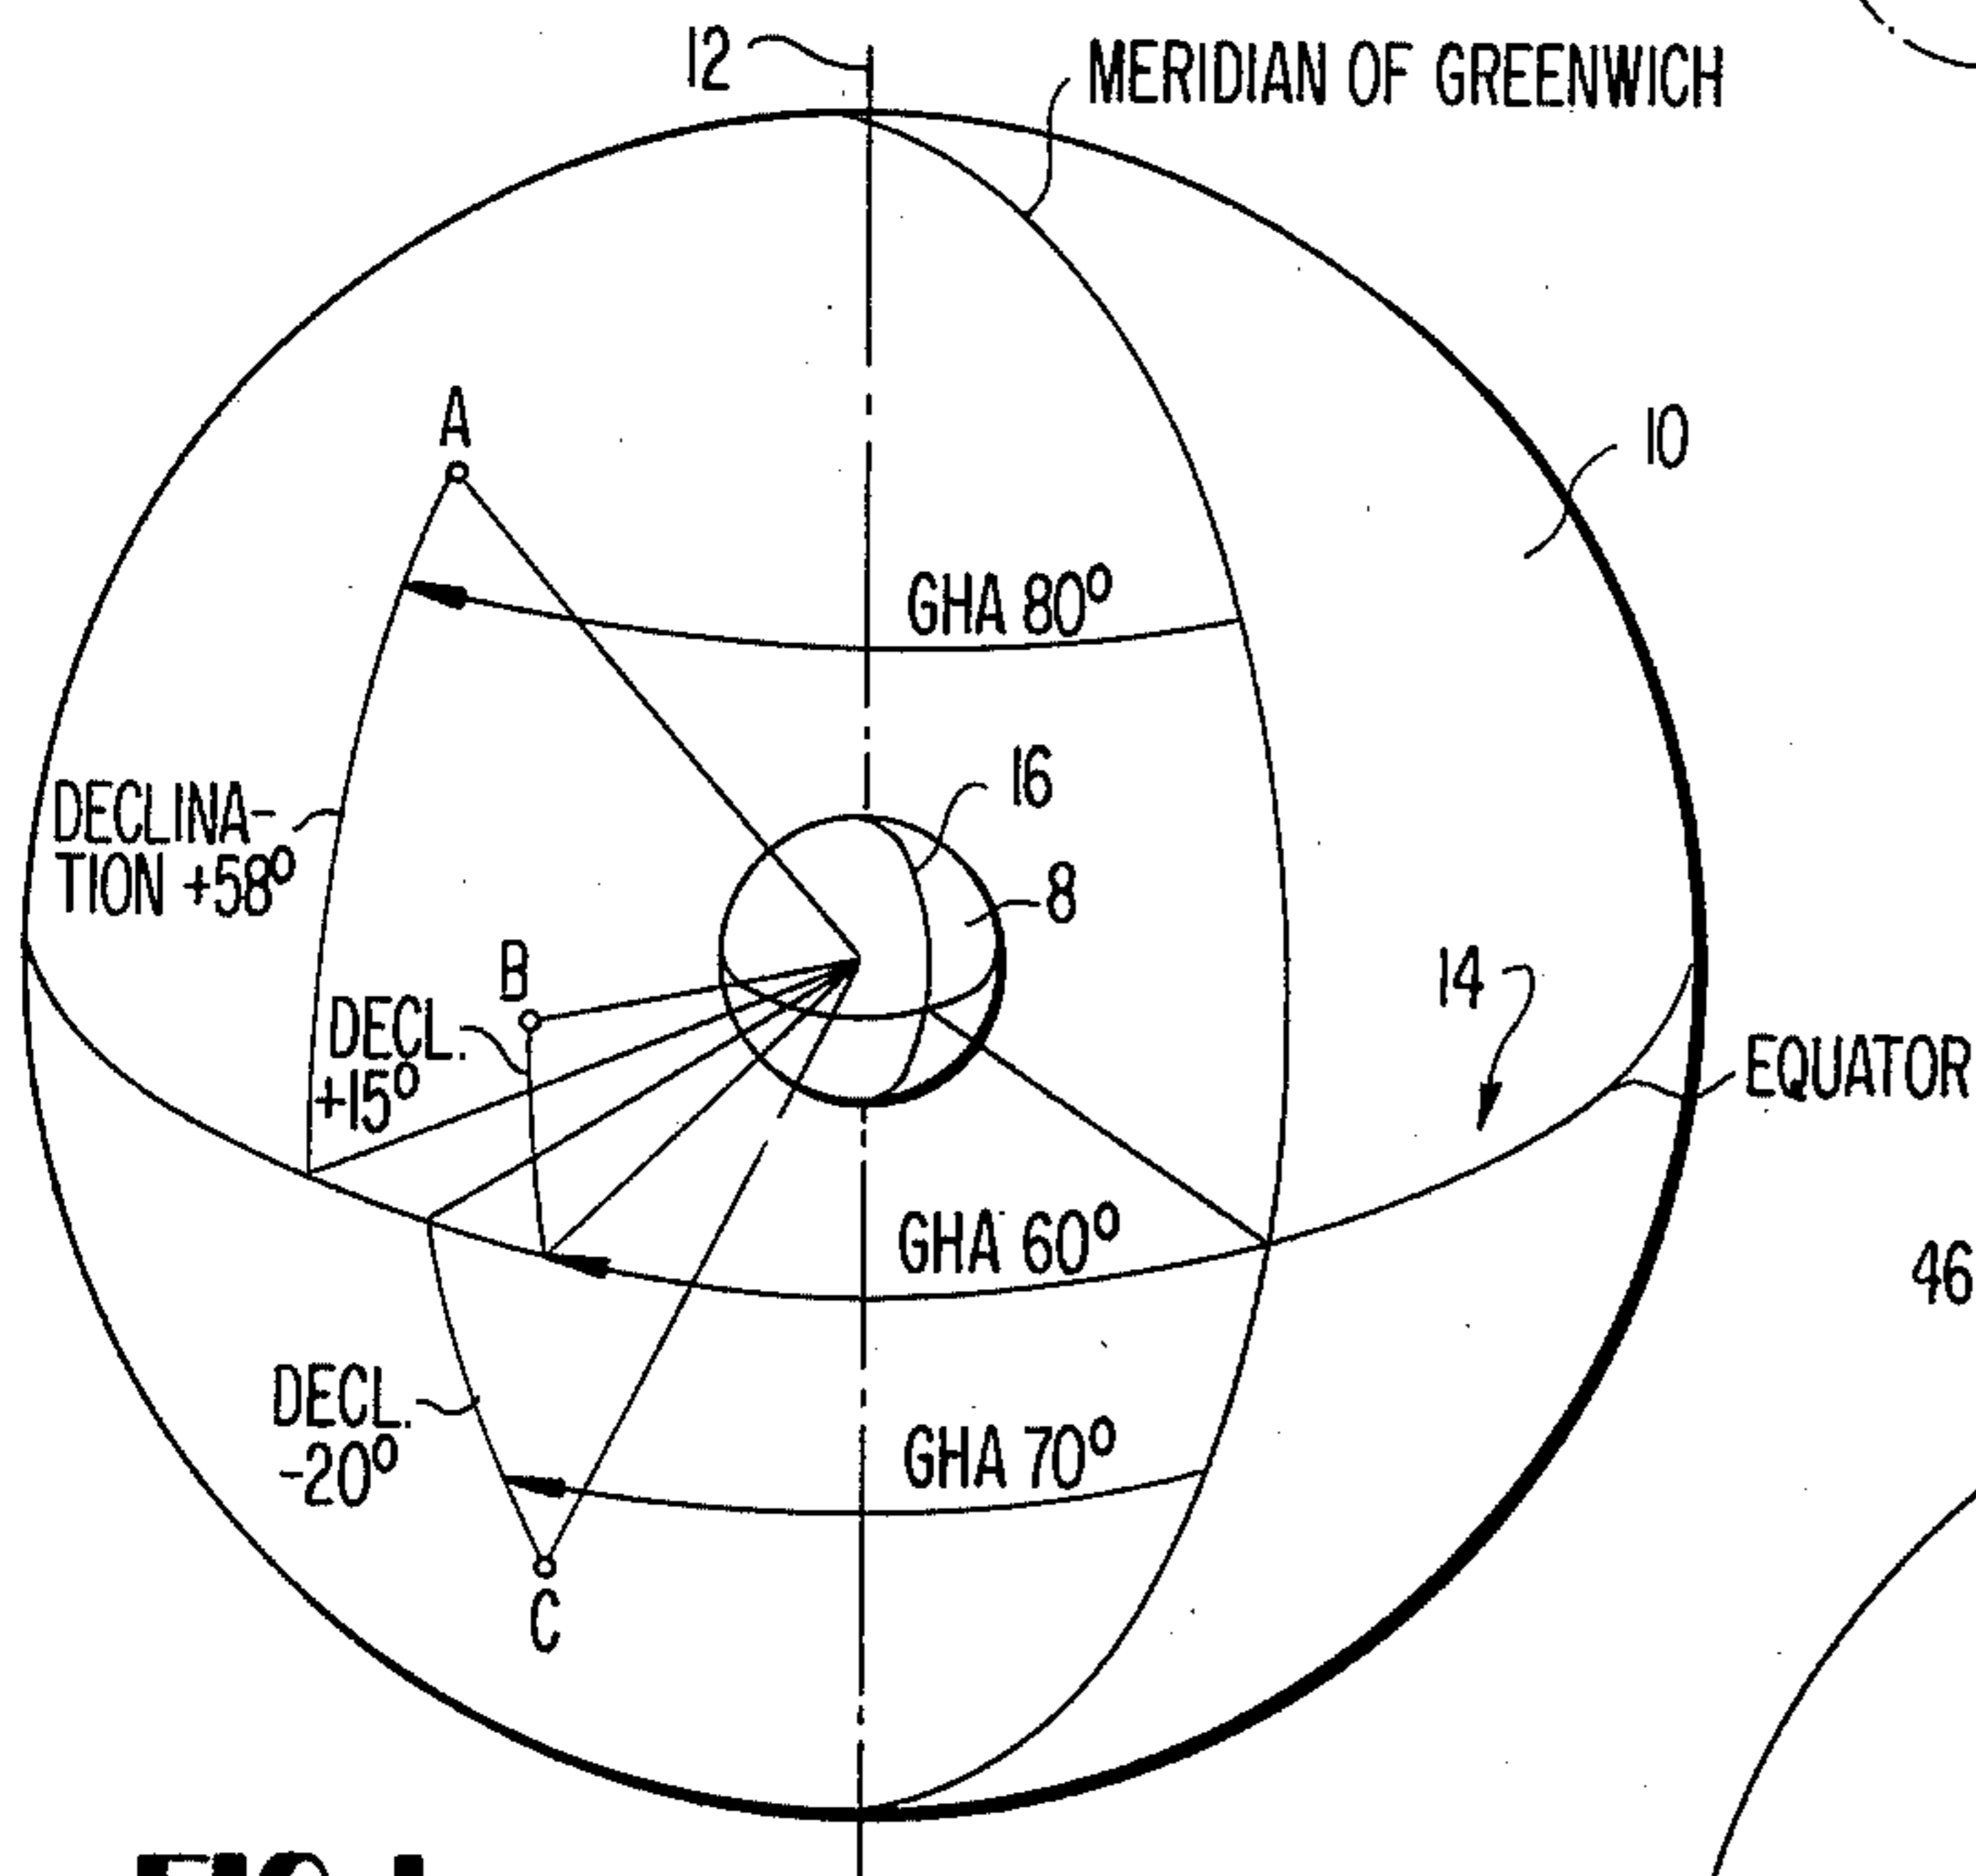 12
MERIDIAN OF GREENWICH
10
A
GHA 80°
DECLINA-
TION +58°
16
8
B
DECL.
+15°
14
EQUATOR
GHA 60°
46
DECL.
-20°
GHA 70°
C